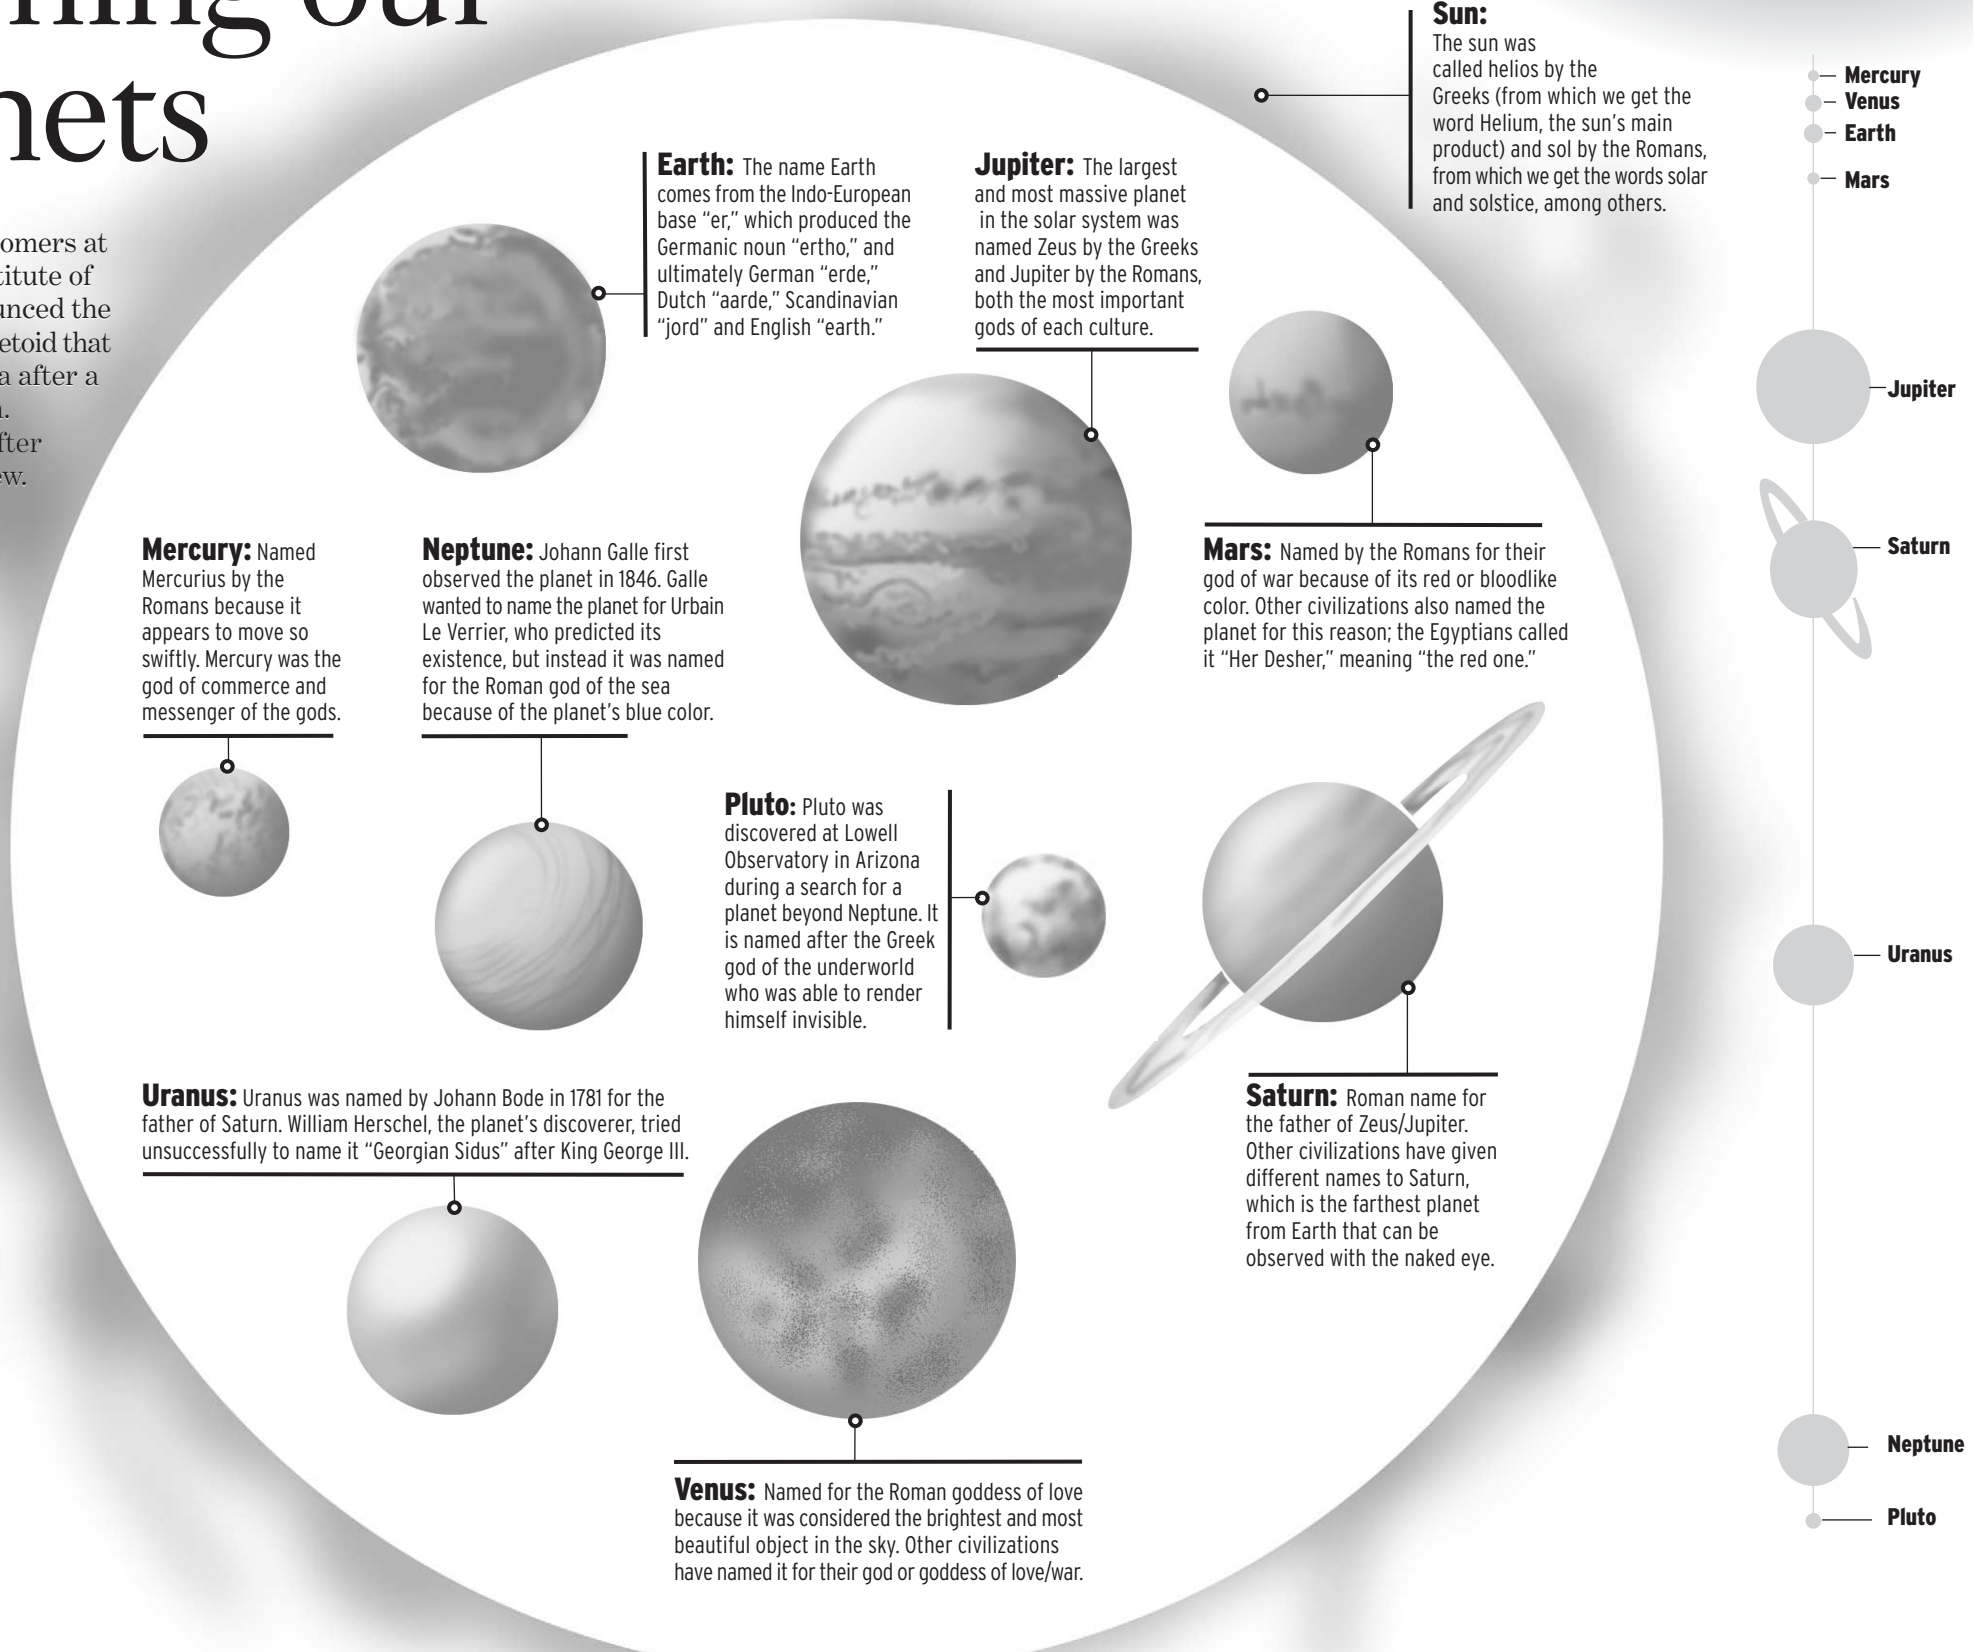 our
omers at
titute of
unced the
etoid that
a after a
fter
ew.
Sun:
The sun was
called helios by the
Greeks (from which we get the
word Helium, the sun's main
product) and sol by the Romans,
from which we get the words solar
and solstice, among others.
Earth: The name Earth
comes from the Indo-European
base “er,” which produced the
Germanic noun “ertho,” and
ultimately German “erde,”
Dutch “aarde,” Scandinavian
“jord” and English “earth.”
Jupiter: The largest
and most massive planet
in the solar system was
named Zeus by the Greeks
and Jupiter by the Romans,
both the most important
gods of each culture.
Mercury: Named
Mercurius by the
Romans because it
appears to move so
swiftly. Mercury was the
god of commerce and
messenger of the gods.
Neptune: Johann Galle first
observed the planet in 1846. Galle
wanted to name the planet for Urbain
Le Verrier, who predicted its
existence, but instead it was named
for the Roman god of the sea
because of the planet's blue color.
Mars: Named by the Romans for their
god of war because of its red or bloodlike
color. Other civilizations also named the
planet for this reason; the Egyptians called
it “Her Desher,” meaning “the red one.”
Pluto: Pluto was
discovered at Lowell
Observatory in Arizona
during a search for a
planet beyond Neptune. It
is named after the Greek
god of the underworld
who was able to render
himself invisible.
Uranus: Uranus was named by Johann Bode in 1781 for the
father of Saturn. William Herschel, the planet's discoverer, tried
unsuccessfully to name it “Georgian Sidus” after King George III.
Saturn: Roman name for
the father of Zeus/Jupiter.
Other civilizations have given
different names to Saturn,
which is the farthest planet
from Earth that can be
observed with the naked eye.
Venus: Named for the Roman goddess of love
because it was considered the brightest and most
beautiful object in the sky. Other civilizations
have named it for their god or goddess of love/war.
Mercury
Venus
Earth
Mars
Jupiter
Saturn
Uranus
Neptune
Pluto